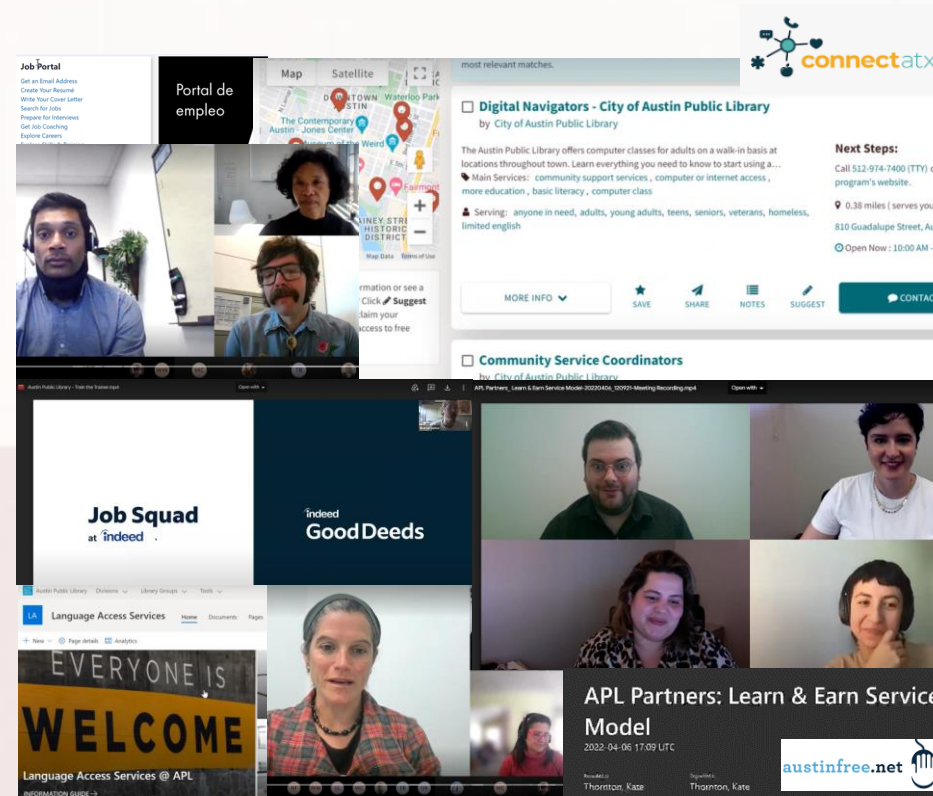 connectatx
Job Portal
Get an Email Address
Create Your Resumé
Write Your Cover Letter
Search for Jobs
Prepare for Interviews
Get Job Coaching
Explore Careers
Portal de
empleo
Map Satellite
DOWNTOWN
Waterloo Park
The Contemporary
Austin - Jones Center
Museum of the Weird
Fairmont
HISTORIC
DISTRICT
Map Data Terms of Use
rmation or see a
Click Suggest
laim your
access to free
most relevant matches.
Digital Navigators - City of Austin Public Library
by City of Austin Public Library
The Austin Public Library offers computer classes for adults on a walk-in basis at
locations throughout town. Learn everything you need to know to start using a...
Main Services: community support services , computer or internet access ,
more education , basic literacy , computer class
Serving: anyone in need, adults, young adults, teens, seniors, veterans, homeless,
limited english
Next Steps:
Call 512-974-7400 (TTY)
program's website.
0.38 miles ( serves you
810 Guadalupe Street, Au
Open Now : 10:00 AM -
MORE INFO
SAVE
SHARE
NOTES
SUGGEST
CONTAC
Community Service Coordinators
by City of Austin Public Library
Austin Public Library - Train the Trainer.mp4
Open with
APL Partners_ Learn & Earn Service Model-20220406_120921-Meeting Recording.mp4
Open with
Job Squad
at indeed .
indeed
GoodDeeds
Austin Public Library Divisions Library Groups Tools
LA Language Access Services Home Documents Pages
+ New Page details Analytics
EVERYONE IS
WELCOME
Language Access Services @ APL
INFORMATION GUIDE →
APL Partners: Learn & Earn Service
Model
2022-04-06 17:09 UTC
Thornton, Kate
Thornton, Kate
austinfree.net